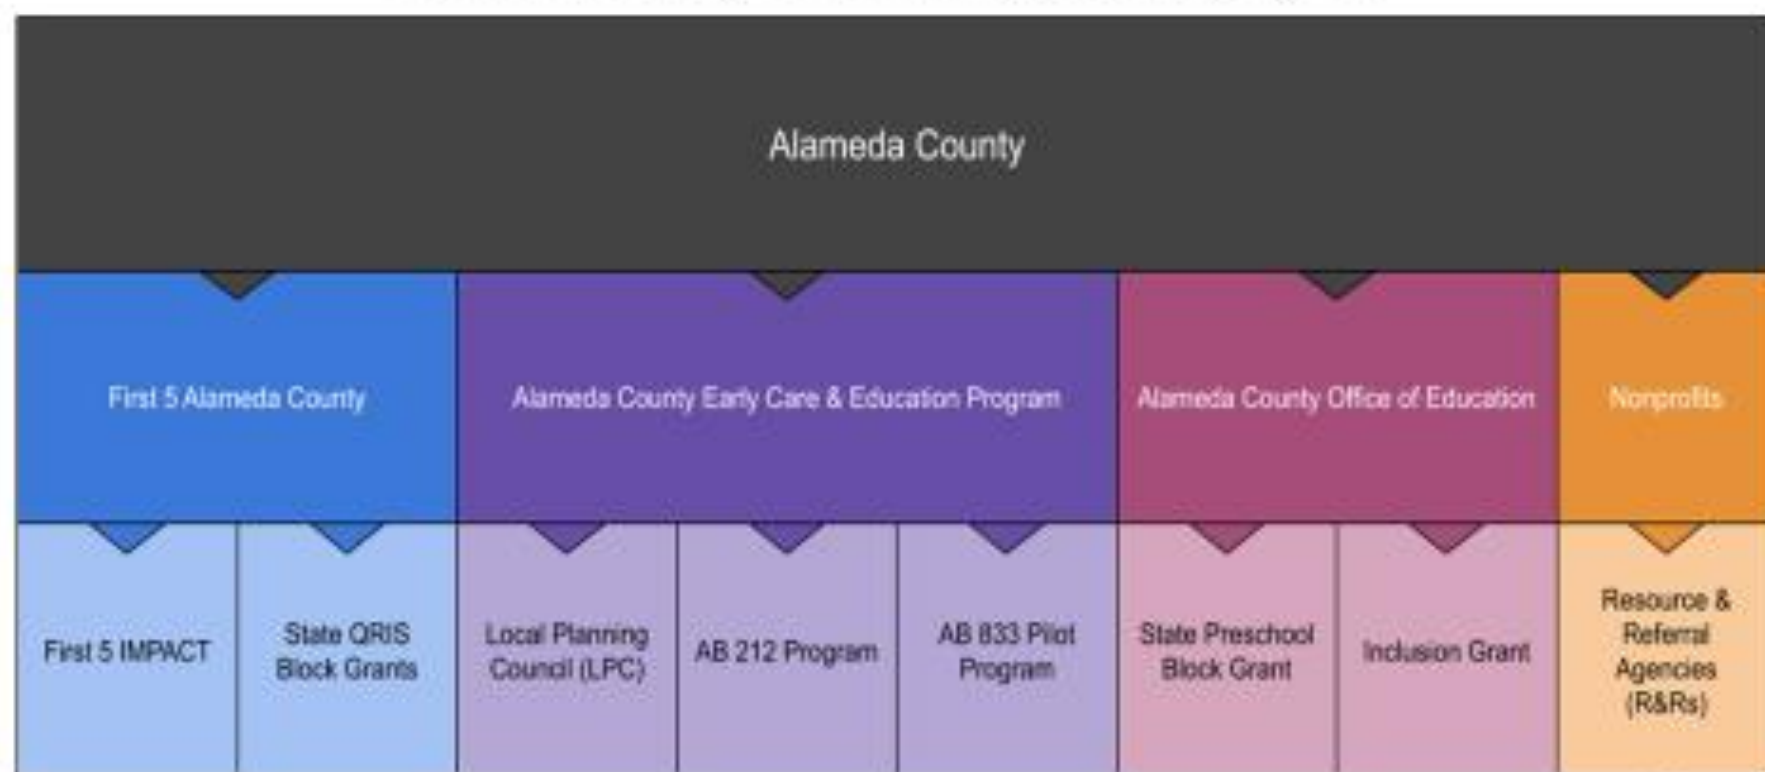 Alameda County
First 5 Alameda County
Alameda County Early Care & Education Program
Alameda County Office of Education
Nonprofits
First 5 IMPACT
State QRIS
Block Grants
Local Planning
Council (LPC)
AB 212 Program
AB 833 Pilot
Program
State Preschool
Block Grant
Inclusion Grant
Resource &
Referral
Agencies
(R&Rs)